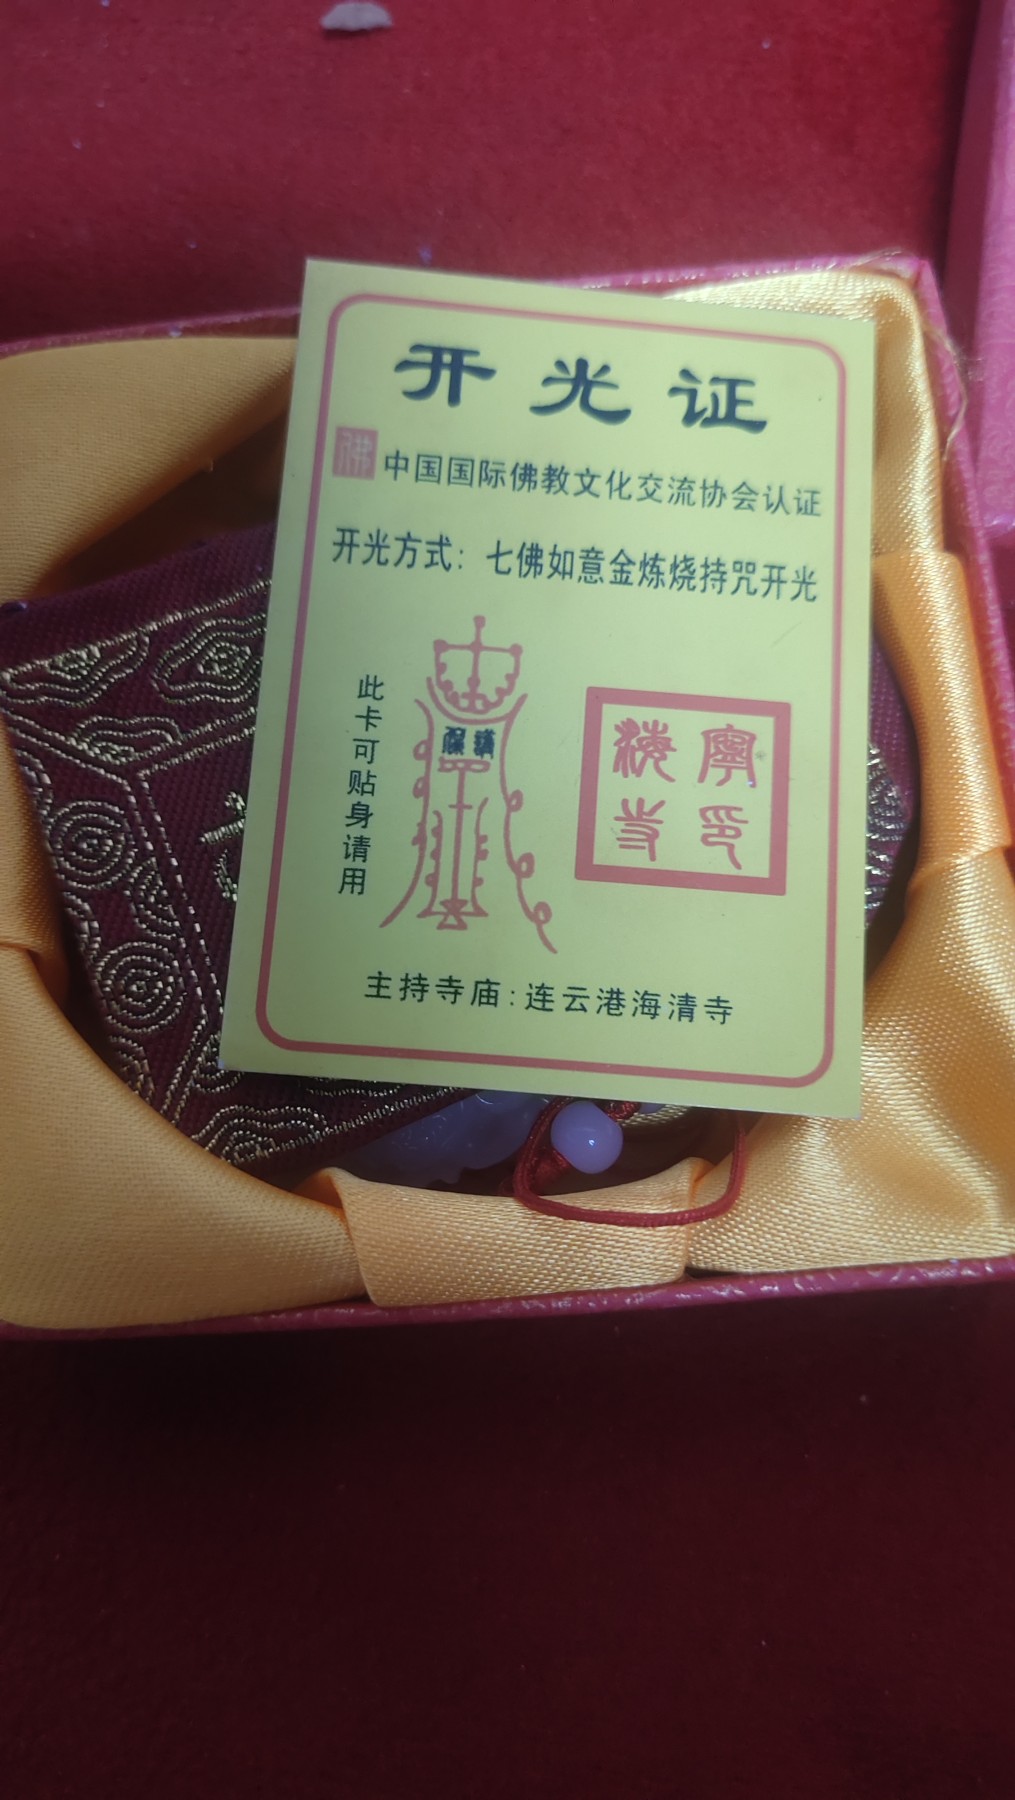 开光证
佛
中国国际佛教文化交流协会认证
开光方式：七佛如意金炼烧持咒开光
此卡可贴身请用
主持寺庙：连云港海清寺